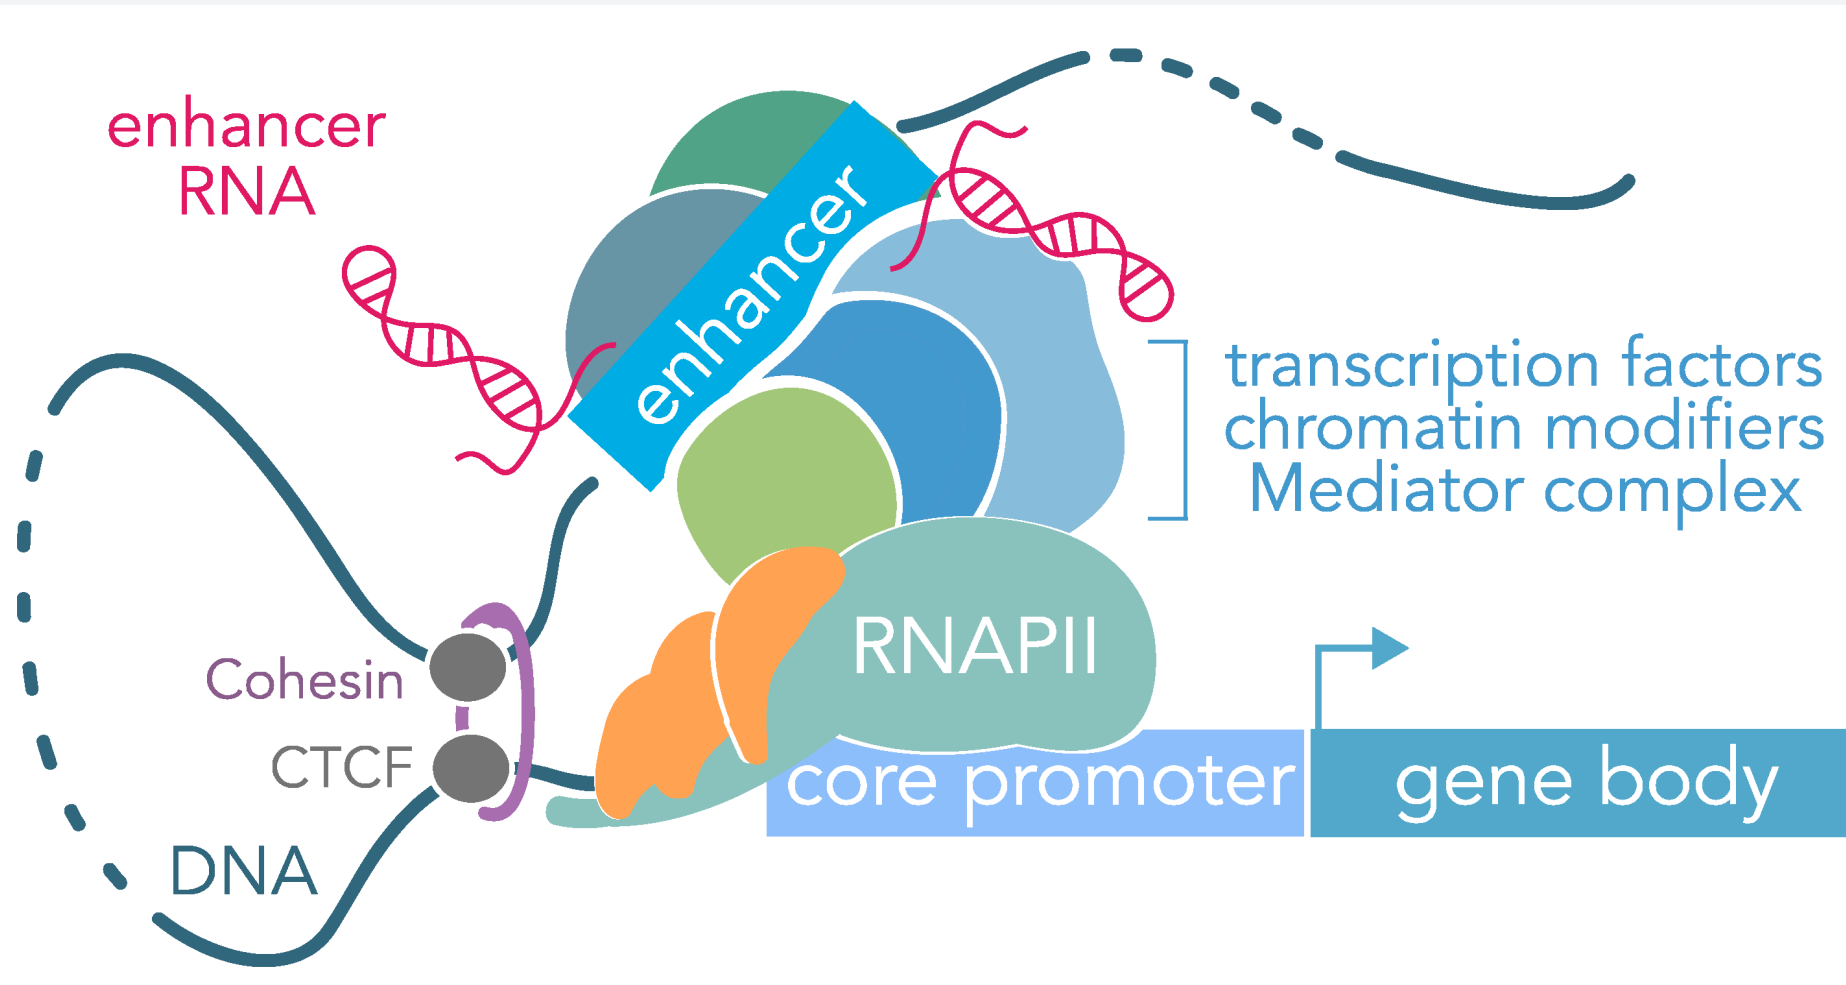 enhancer
RNA
enhancer
transcription factors
chromatin modifiers
Mediator complex
RNAPII
Cohesin
CTCF
core promoter
gene body
DNA